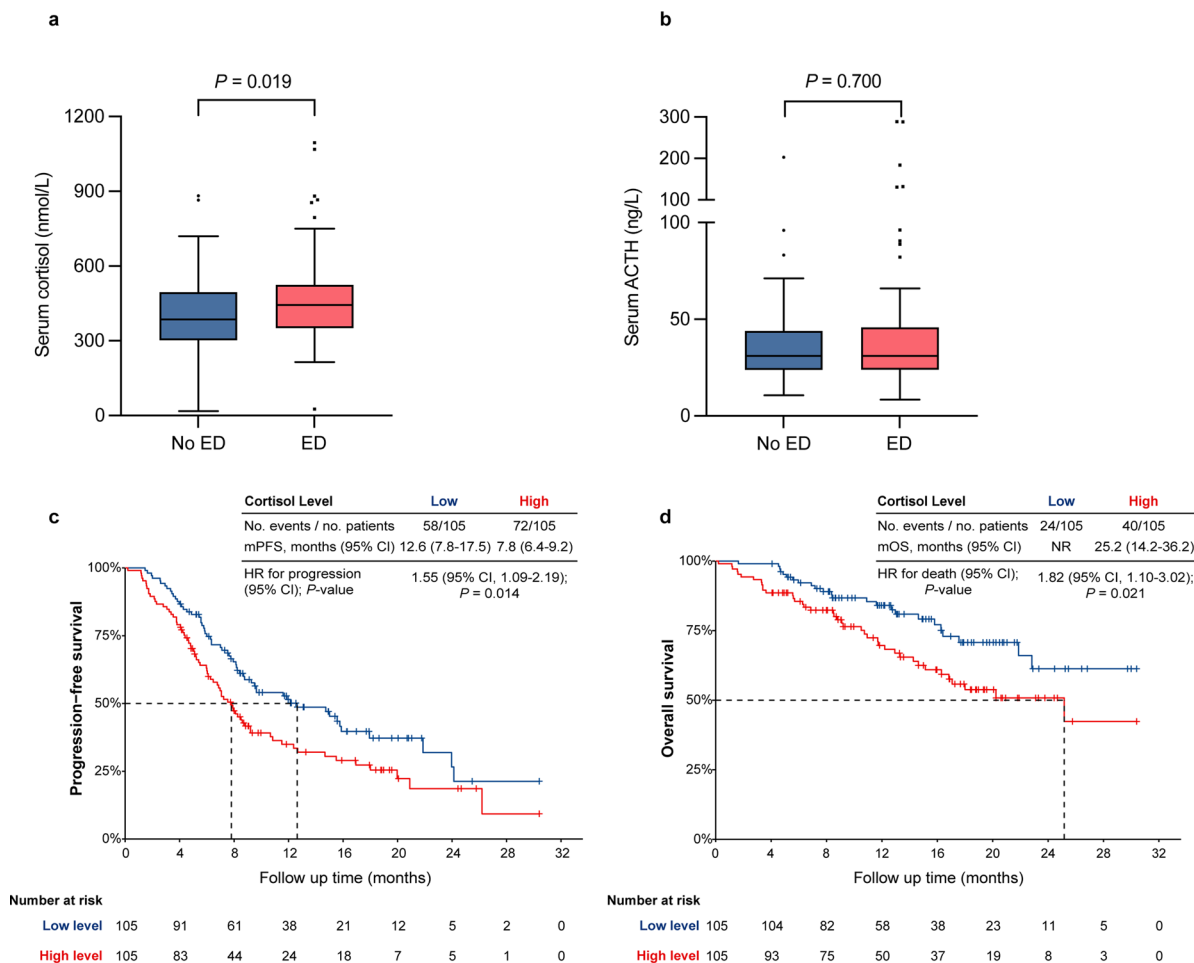 a
P = 0.019
1200
900
600
300
0
Serum cortisol (nmol/L)
No ED
ED
b
P = 0.700
300
200
100
100
50
0
Serum ACTH (ng/L)
No ED
ED
c
Cortisol Level Low High
No. events / no. patients 58/105 72/105
mPFS, months (95% CI) 12.6 (7.8-17.5) 7.8 (6.4-9.2)
HR for progression
(95% CI); P-value
1.55 (95% CI, 1.09-2.19);
P = 0.014
100%
75%
50%
25%
0%
Progression–free survival
0 4 8 12 16 20 24 28 32
Follow up time (months)
Number at risk
Low level 105 91 61 38 21 12 5 2 0
High level 105 83 44 24 18 7 5 1 0
d
Cortisol Level Low High
No. events / no. patients 24/105 40/105
mOS, months (95% CI) NR 25.2 (14.2-36.2)
HR for death (95% CI);
P-value
1.82 (95% CI, 1.10-3.02);
P = 0.021
100%
75%
50%
25%
0%
Overall survival
0 4 8 12 16 20 24 28 32
Follow up time (months)
Number at risk
Low level 105 104 82 58 38 23 11 5 0
High level 105 93 75 50 37 19 8 3 0